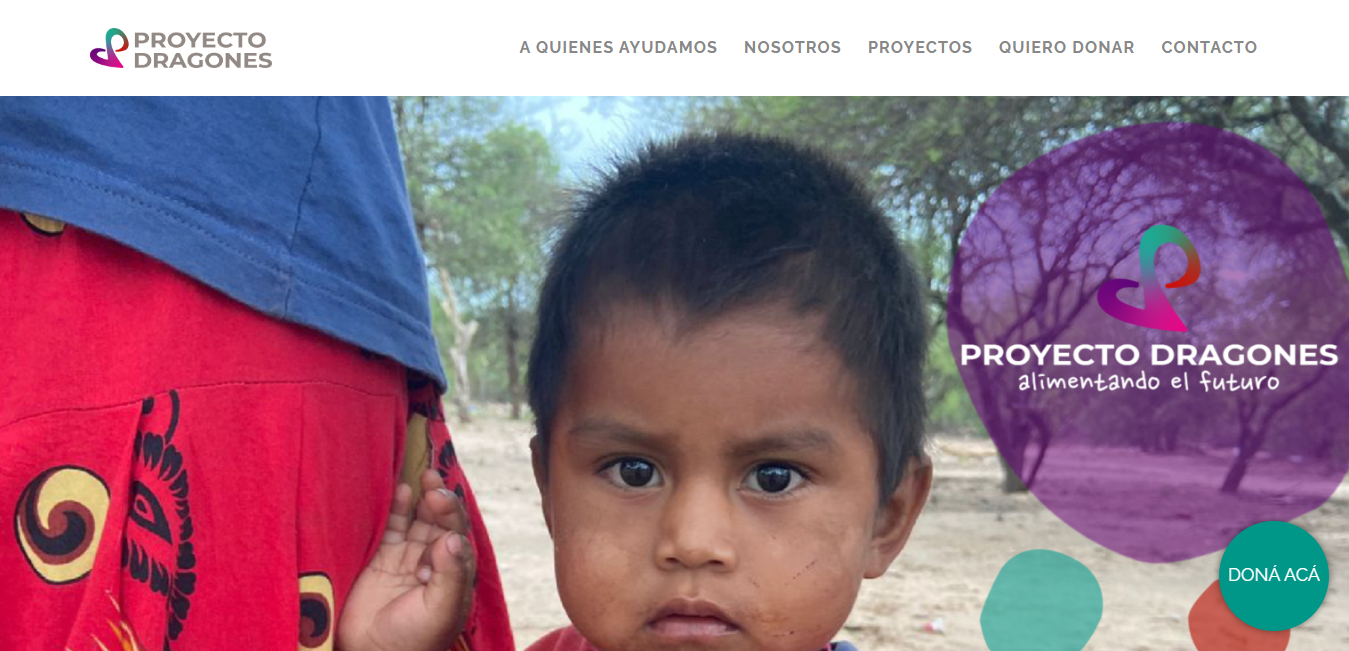 PROYECTO
DRAGONES
A QUIENES AYUDAMOS NOSOTROS PROYECTOS QUIERO DONAR CONTACTO
PROYECTO DRAGONES
alimentando el futuro
DONÁ ACÁ